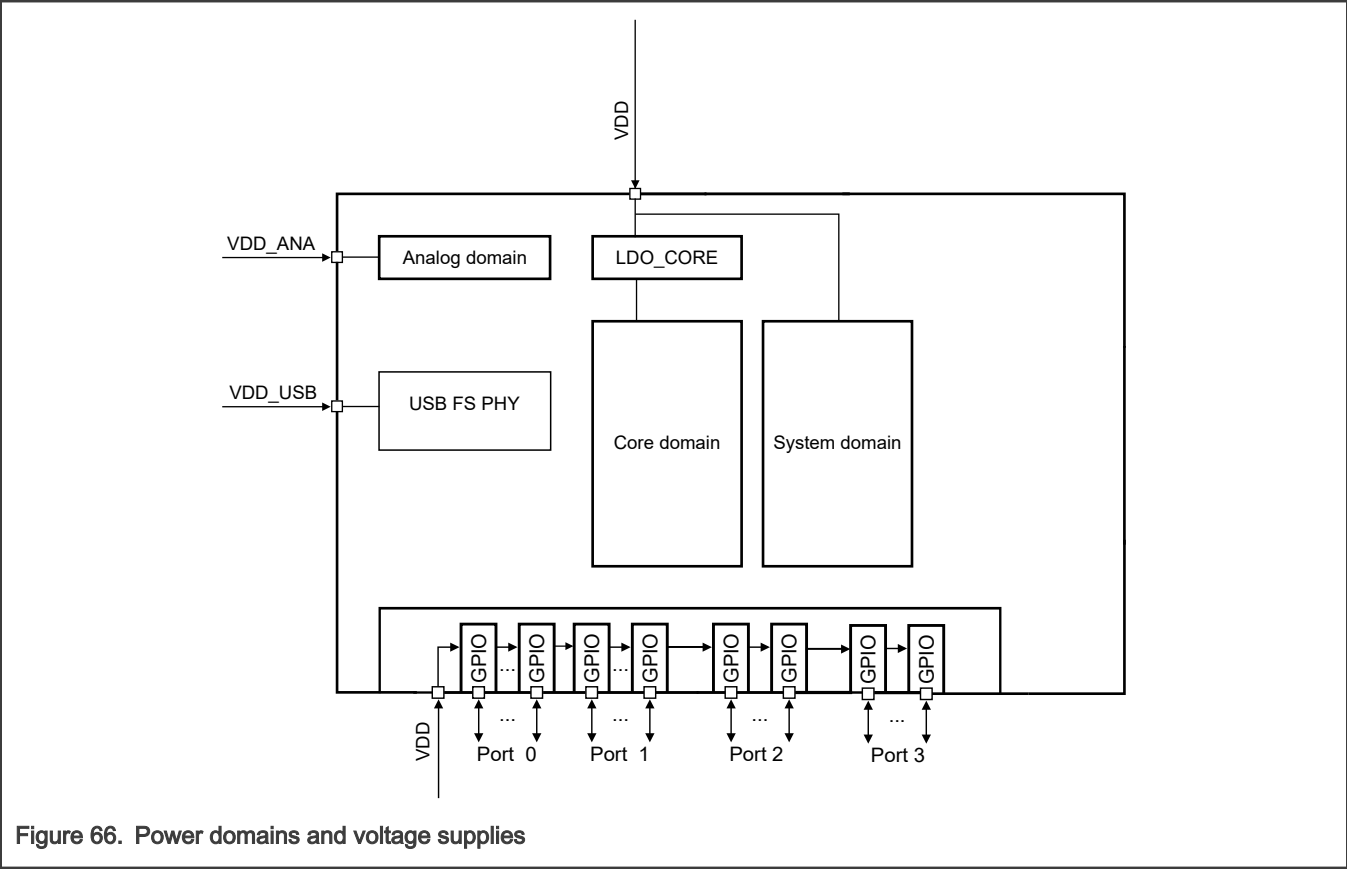 VDD
VDD_ANA
Analog domain
LDO_CORE
VDD_USB
USB FS PHY
Core domain
System domain
GPIO
...
GPIO
GPIO
...
GPIO
GPIO
GPIO
GPIO
GPIO
VDD
...
...
...
...
Port 0
Port 1
Port 2
Port 3
Figure 66. Power domains and voltage supplies